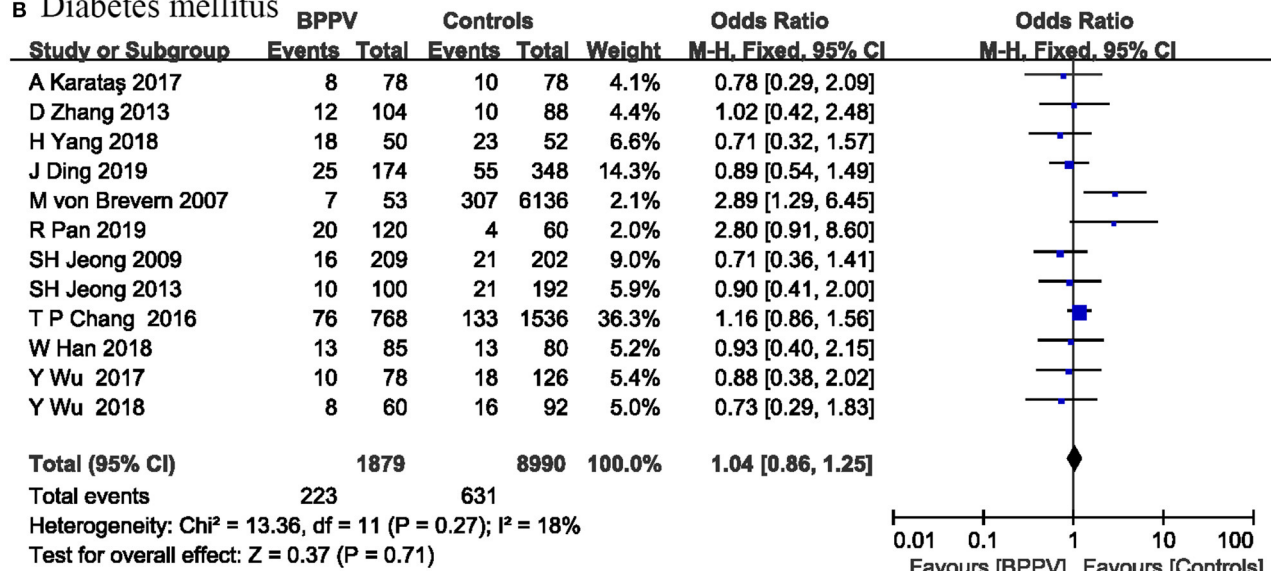 B Diabetes mellitus
BPPV Controls Odds Ratio Odds Ratio
Study or Subgroup Events Total Events Total Weight M-H, Fixed, 95% CI M-H, Fixed, 95% CI
A Karataş 2017 8 78 10 78 4.1% 0.78 [0.29, 2.09]
D Zhang 2013 12 104 10 88 4.4% 1.02 [0.42, 2.48]
H Yang 2018 18 50 23 52 6.6% 0.71 [0.32, 1.57]
J Ding 2019 25 174 55 348 14.3% 0.89 [0.54, 1.49]
M von Brevern 2007 7 53 307 6136 2.1% 2.89 [1.29, 6.45]
R Pan 2019 20 120 4 60 2.0% 2.80 [0.91, 8.60]
SH Jeong 2009 16 209 21 202 9.0% 0.71 [0.36, 1.41]
SH Jeong 2013 10 100 21 192 5.9% 0.90 [0.41, 2.00]
T P Chang 2016 76 768 133 1536 36.3% 1.16 [0.86, 1.56]
W Han 2018 13 85 13 80 5.2% 0.93 [0.40, 2.15]
Y Wu 2017 10 78 18 126 5.4% 0.88 [0.38, 2.02]
Y Wu 2018 8 60 16 92 5.0% 0.73 [0.29, 1.83]
Total (95% CI) 1879 8990 100.0% 1.04 [0.86, 1.25]
Total events 223 631
Heterogeneity: Chi² = 13.36, df = 11 (P = 0.27); I² = 18%
Test for overall effect: Z = 0.37 (P = 0.71)
0.01 0.1 1 10 100
Favours [BPPV] Favours [Controls]